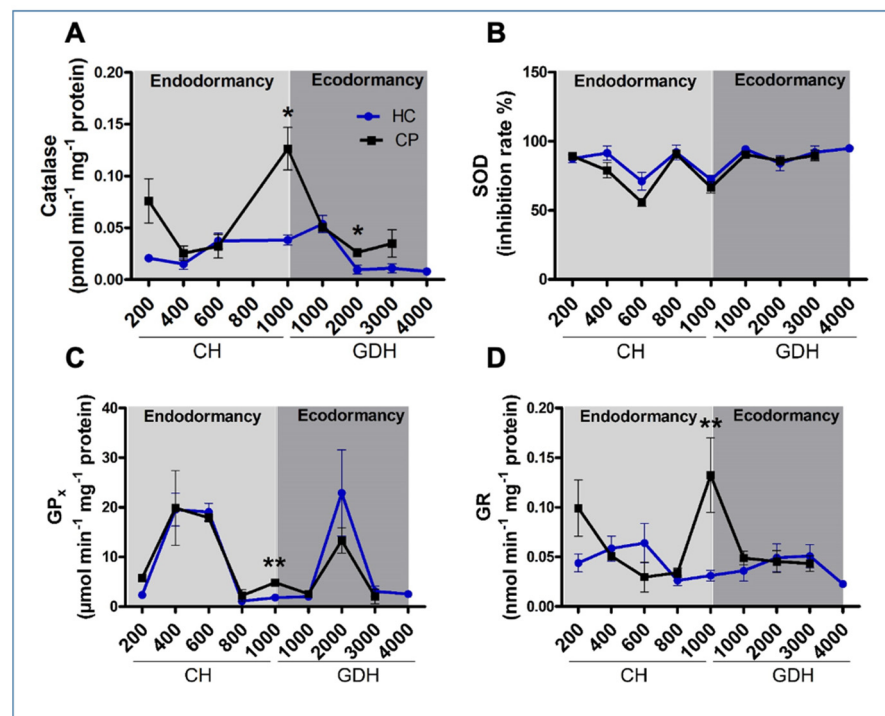 A
Endodormancy
Ecodormancy
Catalase
(pmol min⁻¹ mg⁻¹ protein)
0.20
0.15
0.10
0.05
0.00
*
*
HC
CP
200
400
600
800
1000
1000
2000
3000
4000
CH
GDH
B
Endodormancy
Ecodormancy
SOD
(inhibition rate %)
150
100
50
0
200
400
600
800
1000
1000
2000
3000
4000
CH
GDH
C
Endodormancy
Ecodormancy
GPₓ
(µmol min⁻¹ mg⁻¹ protein)
40
30
20
10
0
**
200
400
600
800
1000
1000
2000
3000
4000
CH
GDH
D
Endodormancy
Ecodormancy
GR
(nmol min⁻¹ mg⁻¹ protein)
0.20
0.15
0.10
0.05
0.00
**
200
400
600
800
1000
1000
2000
3000
4000
CH
GDH